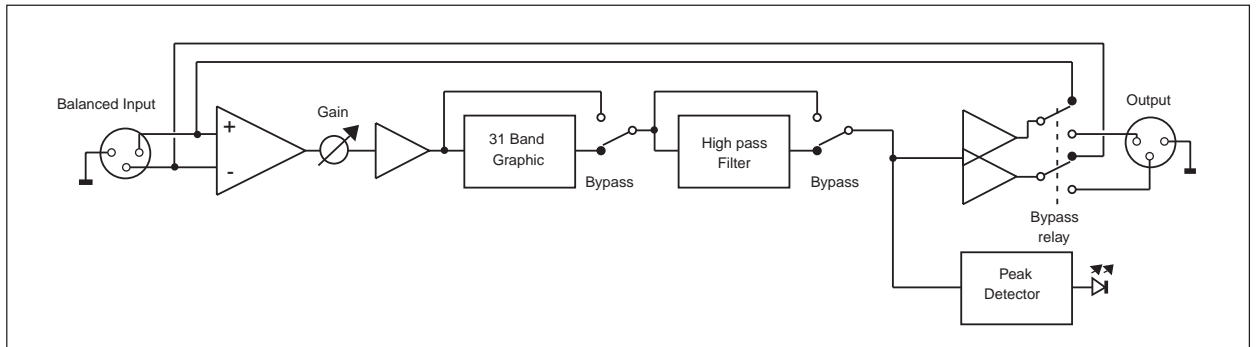 Balanced Input
+
-
Gain
31 Band
Graphic
Bypass
High pass
Filter
Bypass
Output
Bypass
relay
Peak
Detector